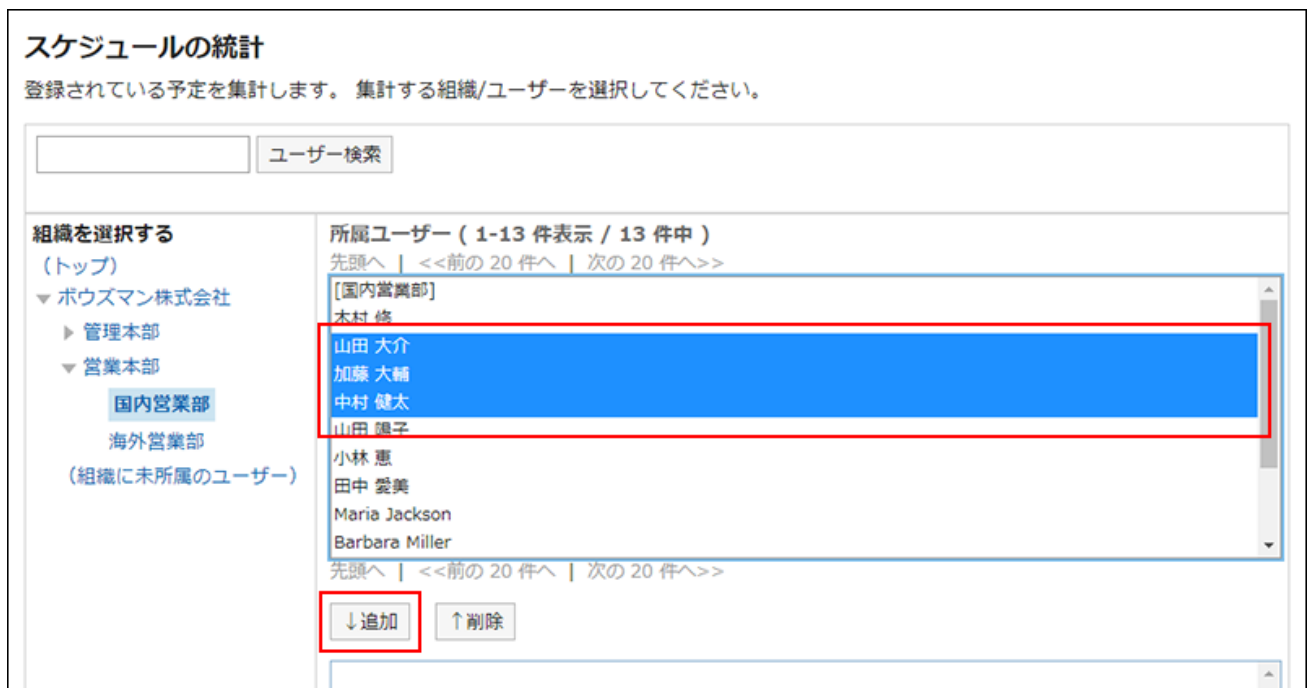 スケジュールの統計
登録されている予定を集計します。 集計する組織/ユーザーを選択してください。
ユーザー検索
組織を選択する
(トップ)
ボウズマン株式会社
管理本部
営業本部
国内営業部
海外営業部
(組織に未所属のユーザー)
所属ユーザー ( 1-13 件表示 / 13 件中 )
先頭へ | <<前の 20 件へ | 次の 20 件へ>>
[国内営業部]
木村 修
山田 大介
加藤 大輔
中村 健太
山田 陽子
小林 恵
田中 愛美
Maria Jackson
Barbara Miller
先頭へ | <<前の 20 件へ | 次の 20 件へ>>
↓追加 ↑削除